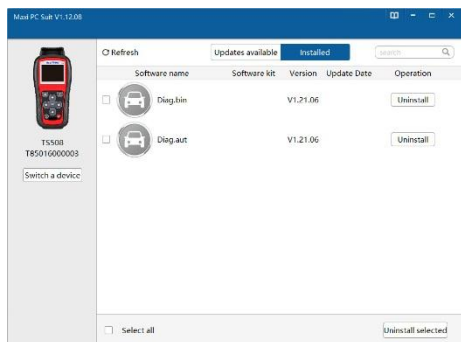 Maxi PC Suit V1.12.08
Refresh
Updates available
Installed
search
Software name Software kit Version Update Date Operation
Diag.bin V1.21.06 Uninstall
Diag.aut V1.21.06 Uninstall
TS508
T85016000003
Switch a device
Select all
Uninstall selected